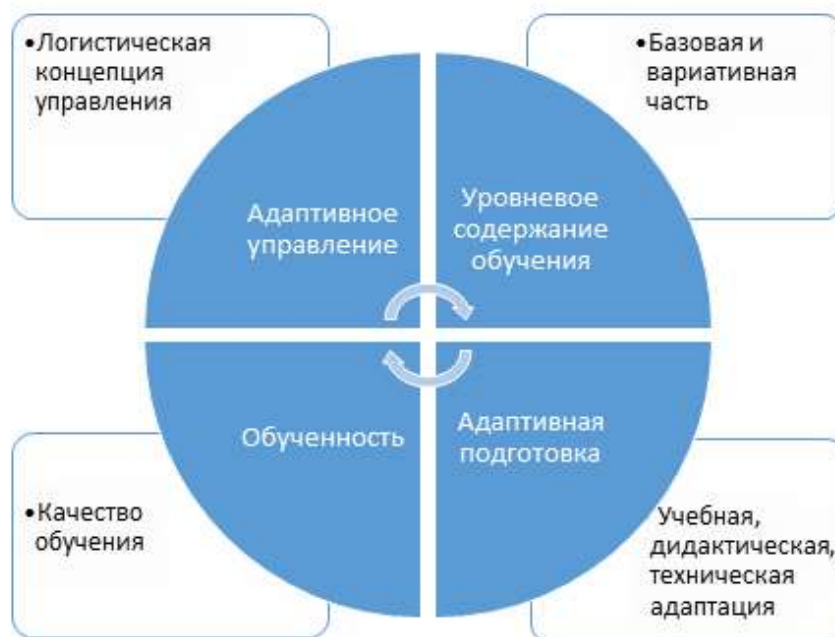 •Логистическая
концепция
управления
•Базовая и
вариативная
часть
Адаптивное
управление
Уровневое
содержание
обучения
Обученность
Адаптивная
подготовка
•Качество
обучения
Учебная,
дидактическая,
техническая
адаптация